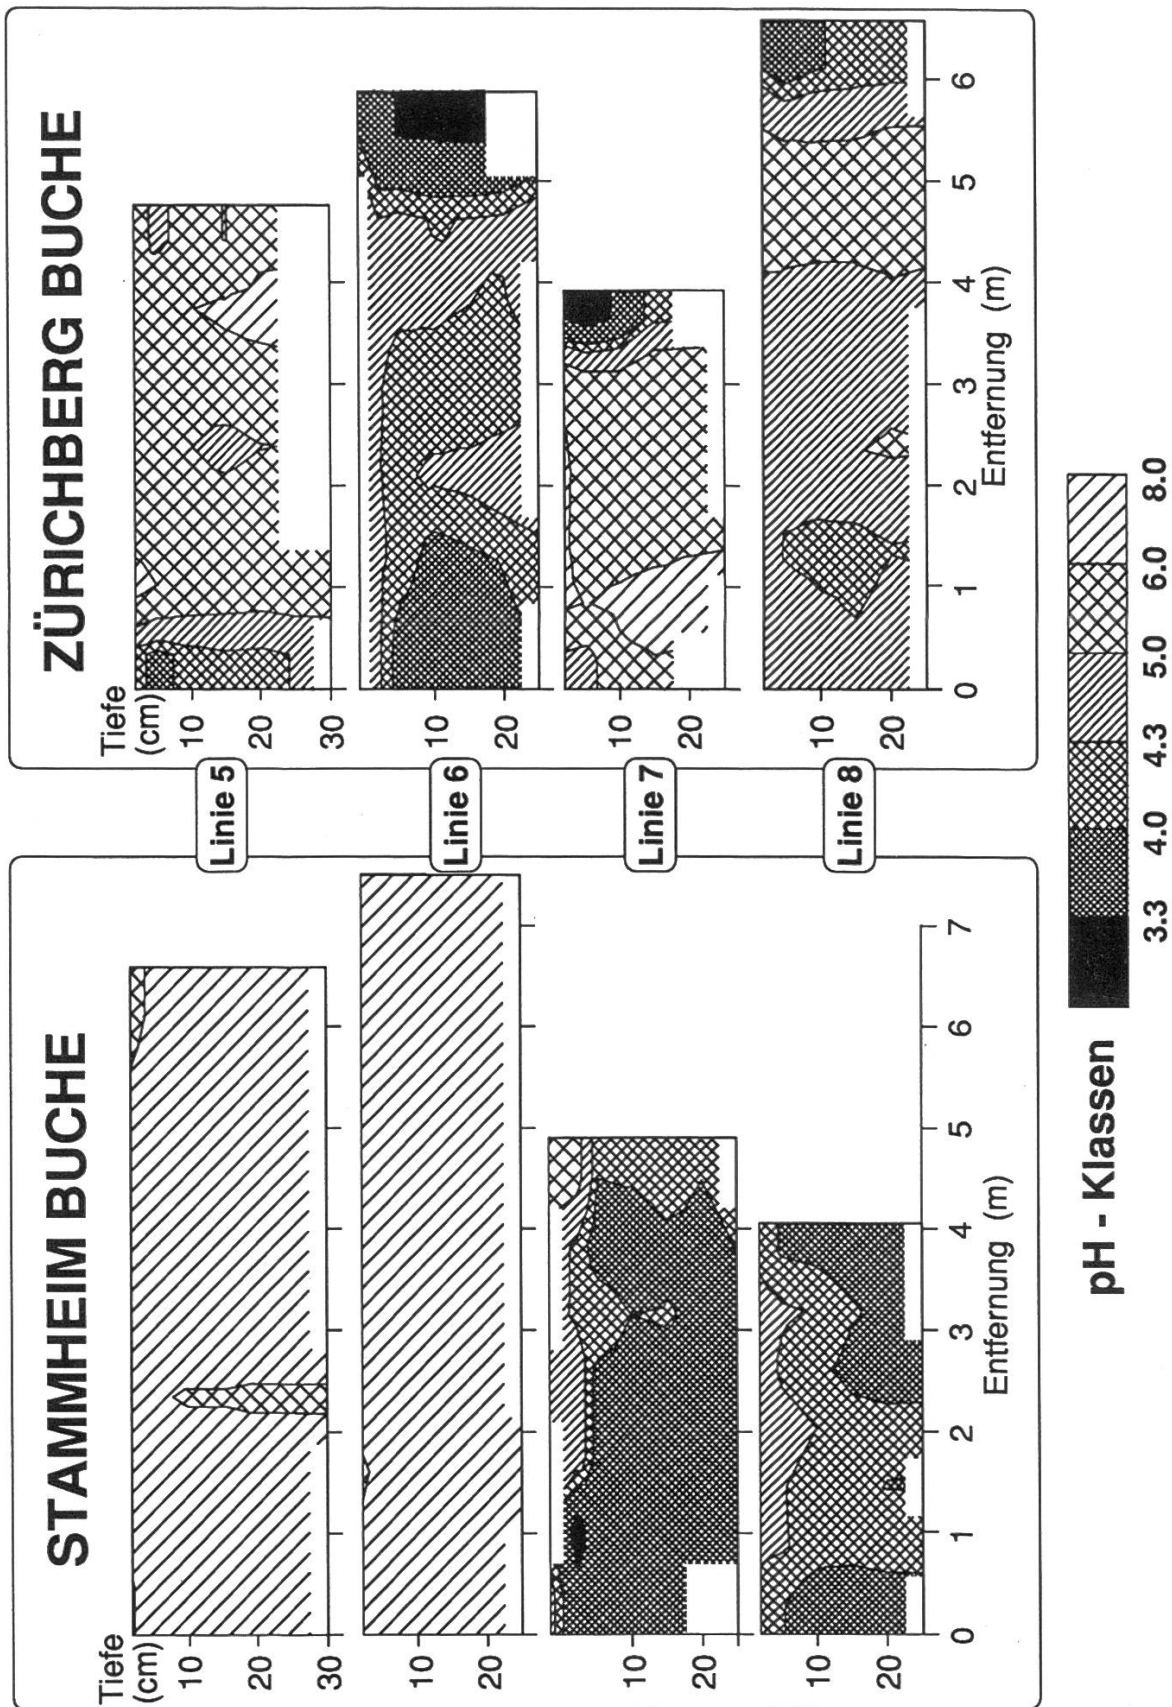 STAMMHEIM BUCHE
Tiefe
(cm)
10
20
30
10
20
10
20
10
20
0 1 2 3 4 5 6 7
Entfernung (m)
Linie 5
Linie 6
Linie 7
Linie 8
ZÜRICHBERG BUCHE
Tiefe
(cm)
10
20
30
10
20
10
20
10
20
0 1 2 3 4 5 6
Entfernung (m)
pH - Klassen
3.3 4.0 4.3 5.0 6.0 8.0